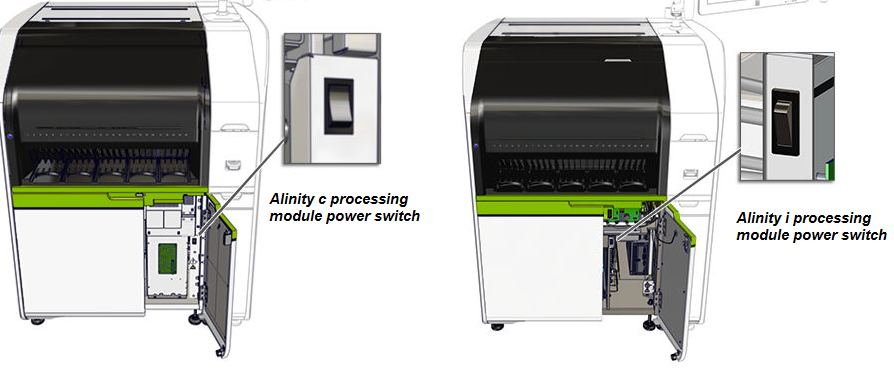 Alinity c processing
module power switch
Alinity i processing
module power switch